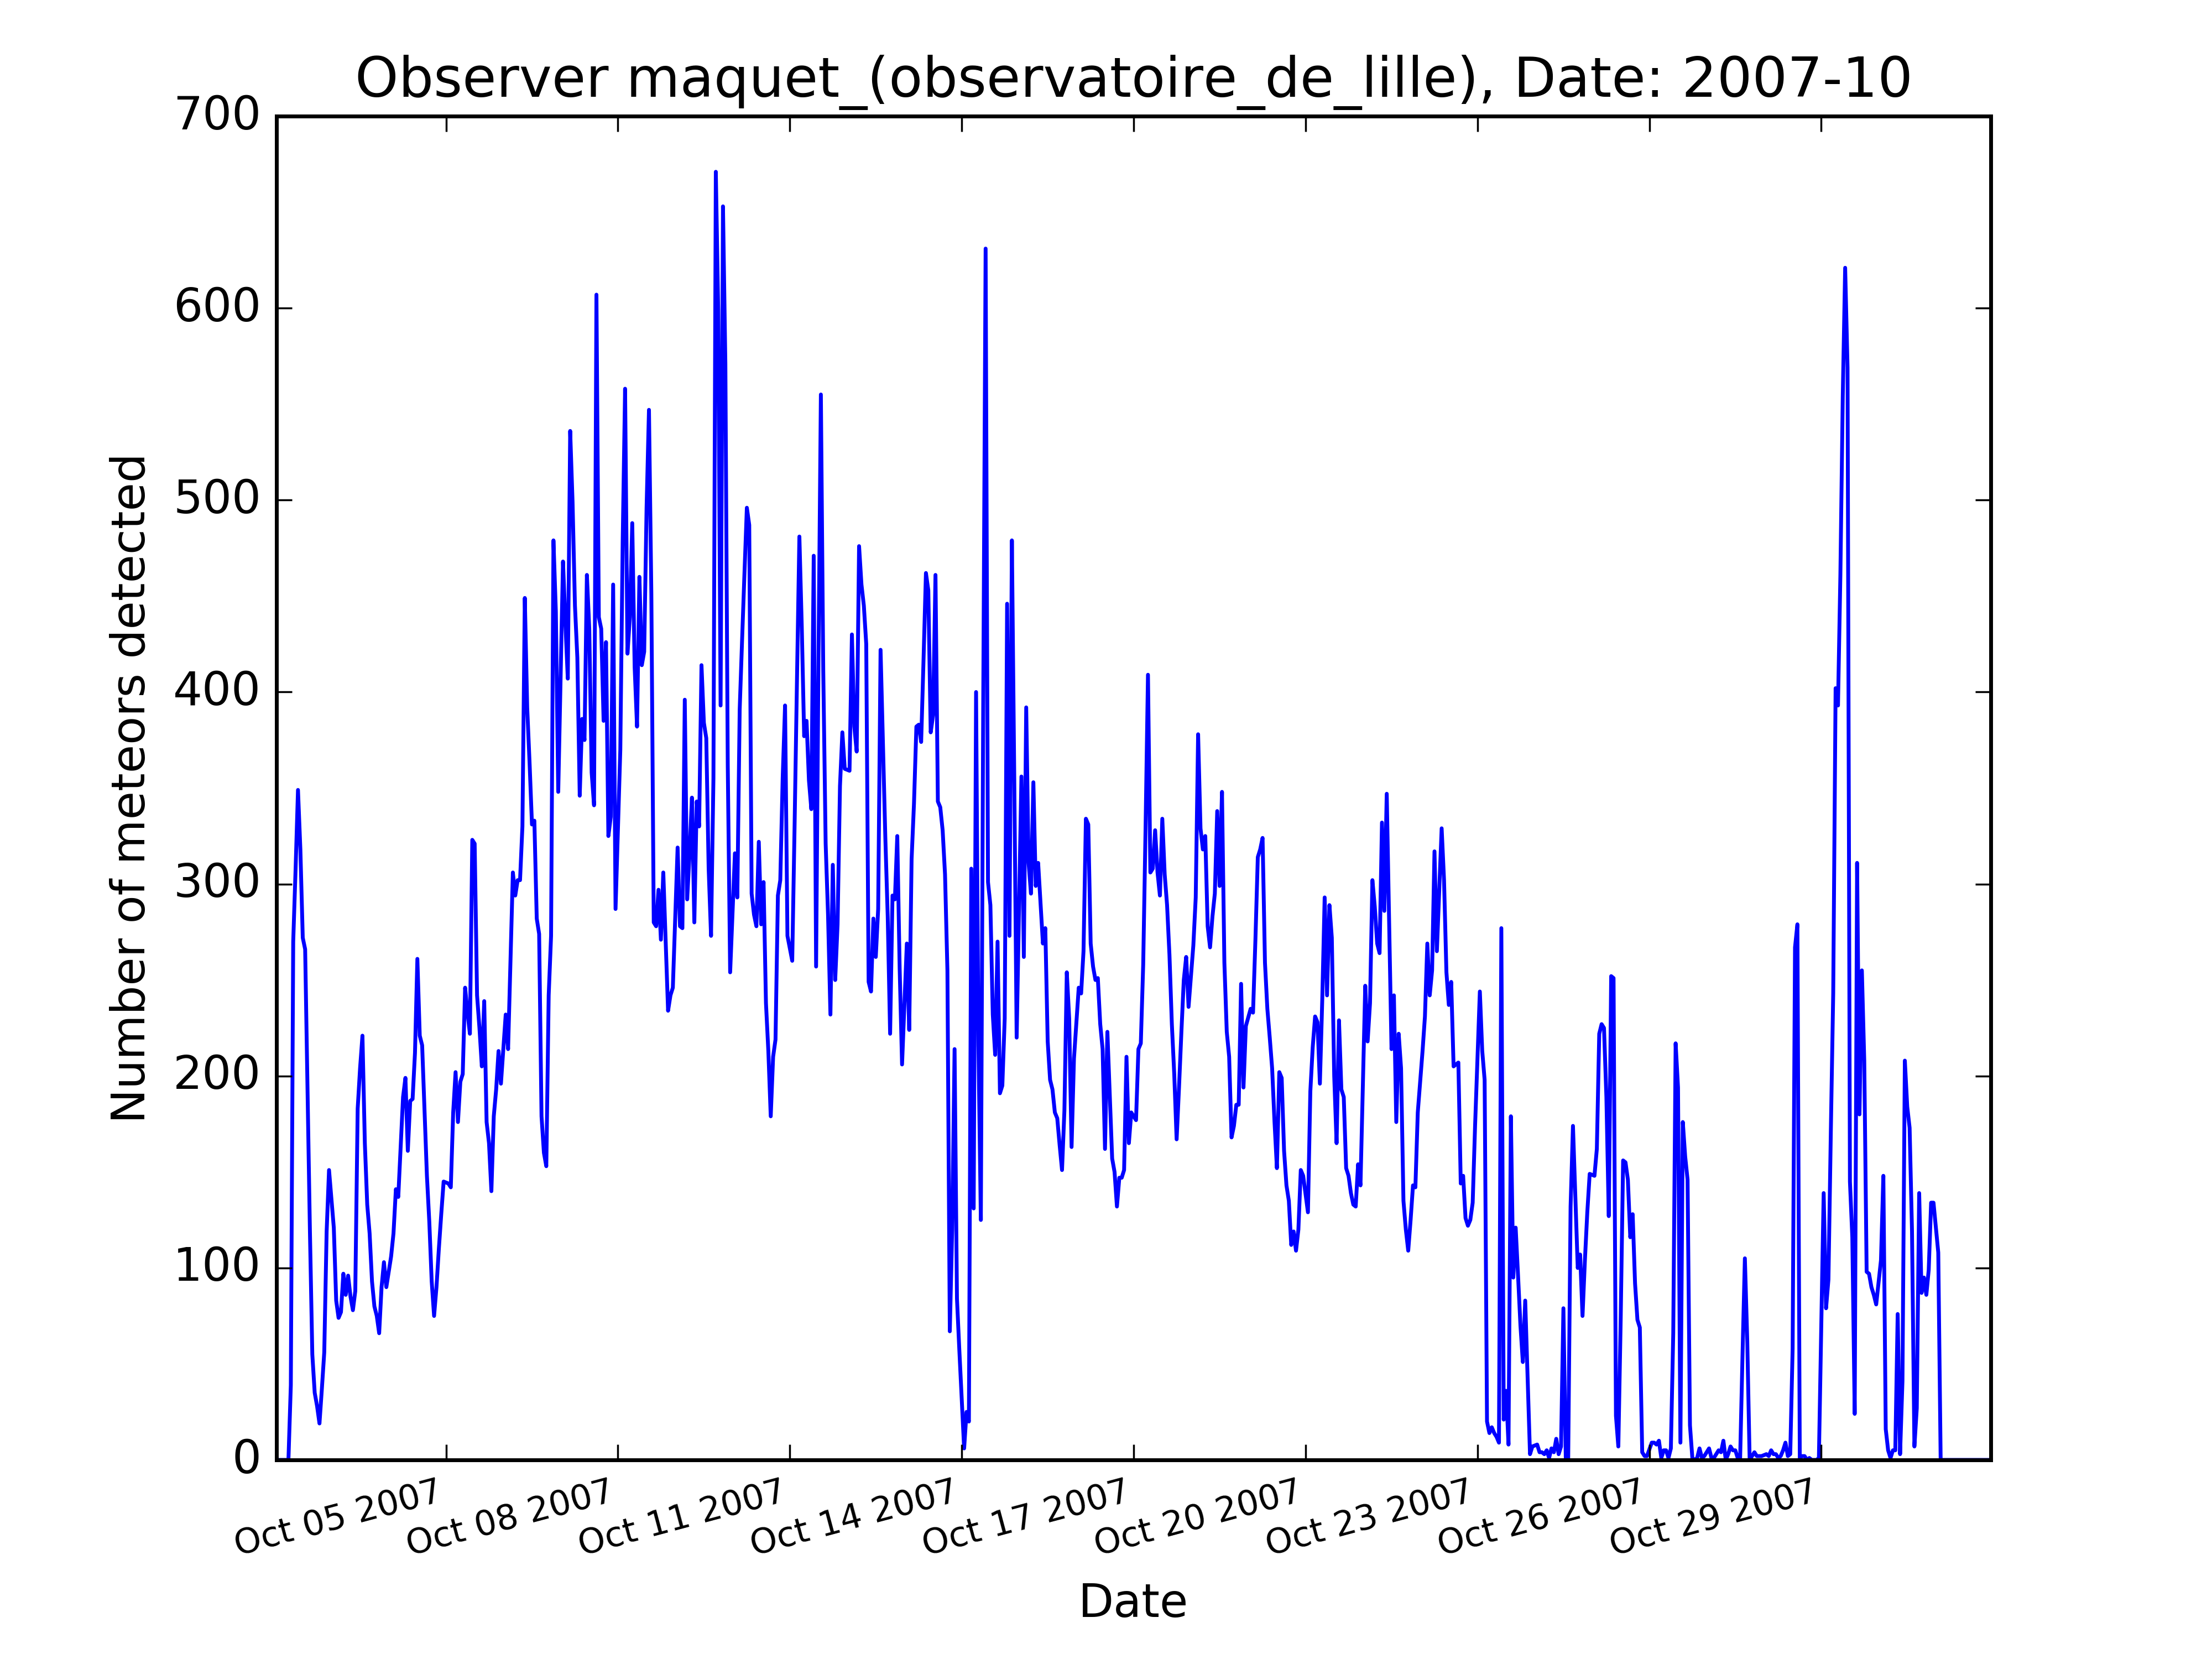 Observer maquet_(observatoire_de_lille), Date: 2007-10
700
600
500
400
300
200
100
0
Number of meteors detected
Oct 05 2007
Oct 08 2007
Oct 11 2007
Oct 14 2007
Oct 17 2007
Oct 20 2007
Oct 23 2007
Oct 26 2007
Oct 29 2007
Date